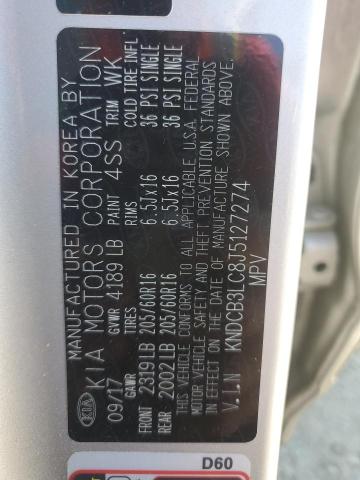 KIA
MANUFACTURED IN KOREA BY
KIA MOTORS CORPORATION
09/17 GVWR 4189 LB PAINT 4SS TRIM WK
GAWR TIRES RIMS COLD TIRE INFL
FRONT 2319LB 205/60R16 6.5Jx16 36 PSI SINGLE
REAR 2002LB 205/60R16 6.5Jx16 36 PSI SINGLE
THIS VEHICLE CONFORMS TO ALL APPLICABLE U.S.A. FEDERAL
MOTOR VEHICLE SAFETY AND THEFT PREVENTION STANDARDS
IN EFFECT ON THE DATE OF MANUFACTURE SHOWN ABOVE.
V.I.N KNDCB3LC8J5127274
MPV
D60